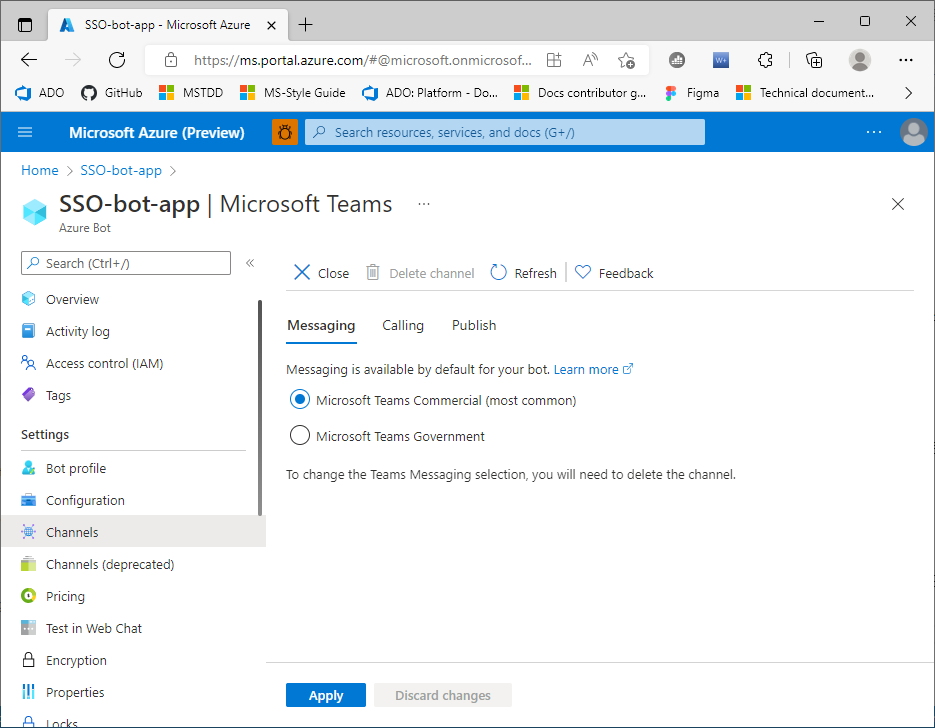 SSO-bot-app - Microsoft Azure
https://ms.portal.azure.com/#@microsoft.onmicrosof...
ADO GitHub MSTDD MS-Style Guide ADO: Platform - Do... Docs contributor g... Figma Technical document...
Microsoft Azure (Preview) Search resources, services, and docs (G+/)
Home > SSO-bot-app >
SSO-bot-app | Microsoft Teams ...
Azure Bot
Search (Ctrl+/)
Overview
Activity log
Access control (IAM)
Tags
Settings
Bot profile
Configuration
Channels
Channels (deprecated)
Pricing
Test in Web Chat
Encryption
Properties
Locks
Close Delete channel Refresh Feedback
Messaging Calling Publish
Messaging is available by default for your bot. Learn more
Microsoft Teams Commercial (most common)
Microsoft Teams Government
To change the Teams Messaging selection, you will need to delete the channel.
Apply Discard changes